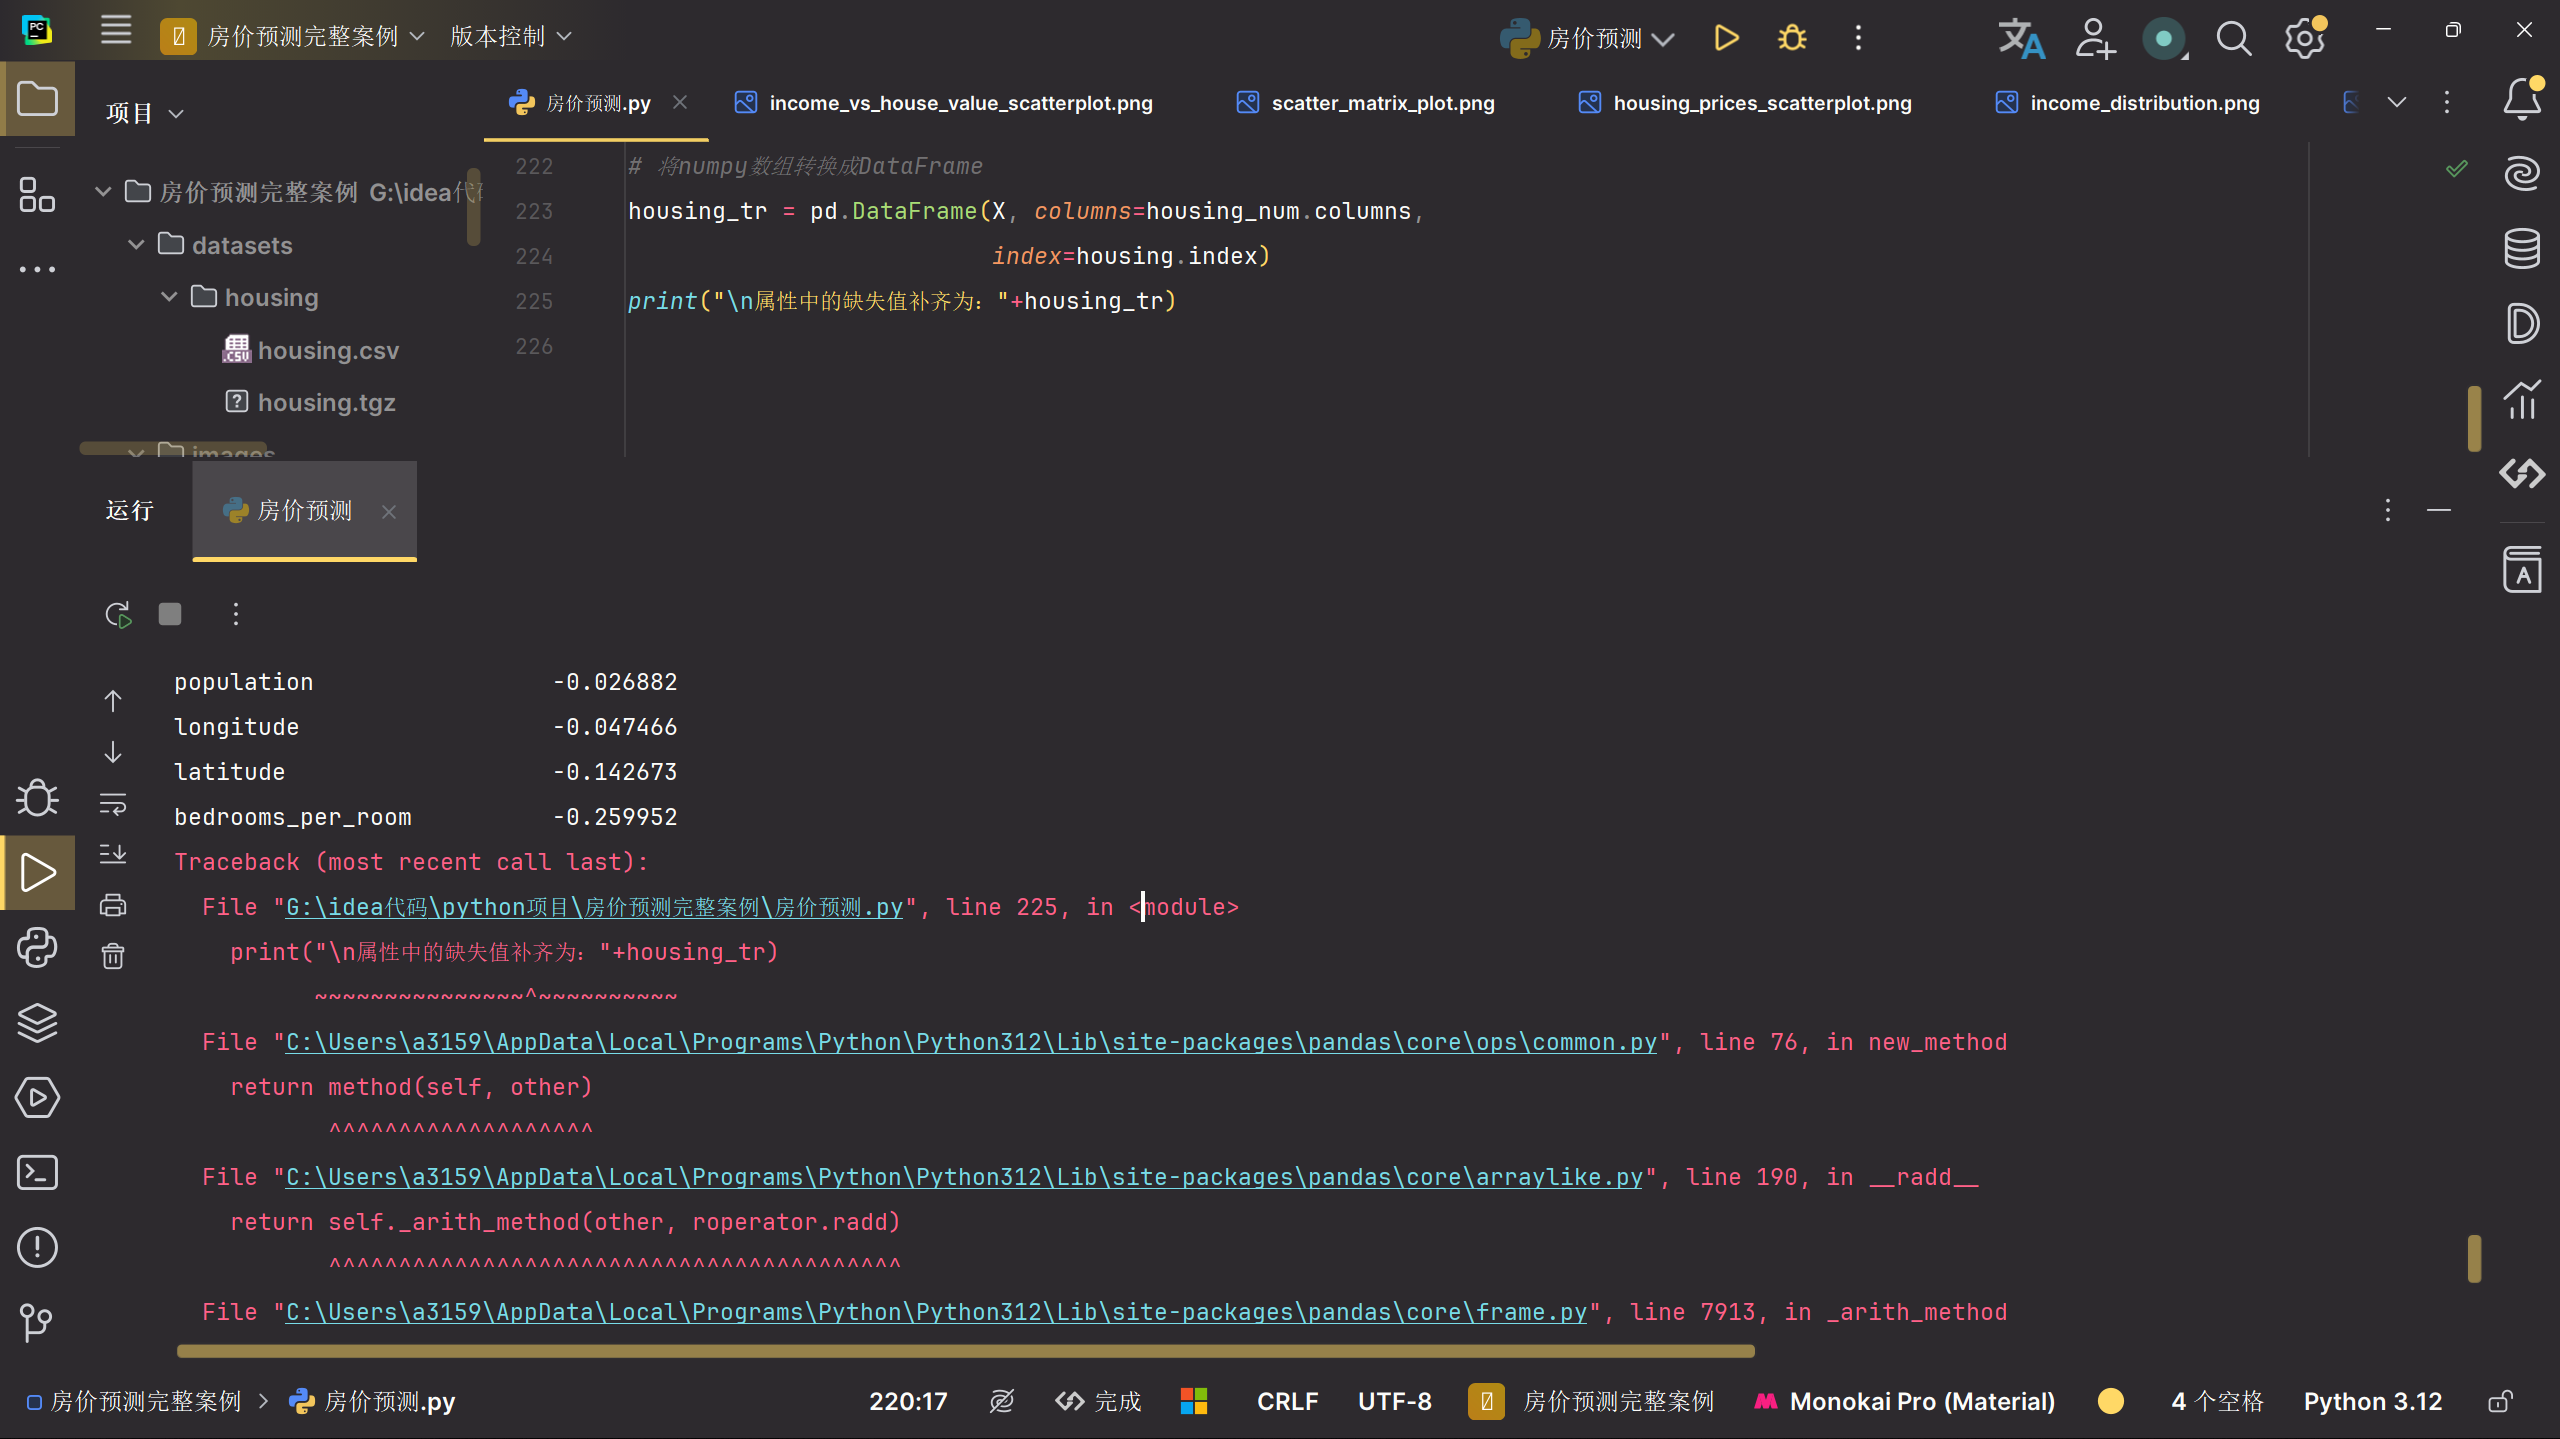 房价预测完整案例
版本控制
房价预测
项目
房价预测.py
income_vs_house_value_scatterplot.png
scatter_matrix_plot.png
housing_prices_scatterplot.png
income_distribution.png
房价预测完整案例 G:\idea代
datasets
housing
housing.csv
housing.tgz
images
222 # 将numpy数组转换成DataFrame
223 housing_tr = pd.DataFrame(X, columns=housing_num.columns,
224 index=housing.index)
225 print("\n属性中的缺失值补齐为："+housing_tr)
226
运行
房价预测
population -0.026882
longitude -0.047466
latitude -0.142673
bedrooms_per_room -0.259952
Traceback (most recent call last):
File "G:\idea代码\python项目\房价预测完整案例\房价预测.py", line 225, in <module>
print("\n属性中的缺失值补齐为："+housing_tr)
~~~~~~~~~~~~~~~^~~~~~~~~~~
File "C:\Users\a3159\AppData\Local\Programs\Python\Python312\Lib\site-packages\pandas\core\ops\common.py", line 76, in new_method
return method(self, other)
^^^^^^^^^^^^^^^^^^^
File "C:\Users\a3159\AppData\Local\Programs\Python\Python312\Lib\site-packages\pandas\core\arraylike.py", line 190, in __radd__
return self._arith_method(other, roperator.radd)
^^^^^^^^^^^^^^^^^^^^^^^^^^^^^^^^^^^^^^^^^
File "C:\Users\a3159\AppData\Local\Programs\Python\Python312\Lib\site-packages\pandas\core\frame.py", line 7913, in _arith_method
房价预测完整案例 > 房价预测.py
220:17
完成
CRLF
UTF-8
房价预测完整案例
Monokai Pro (Material)
4 个空格
Python 3.12